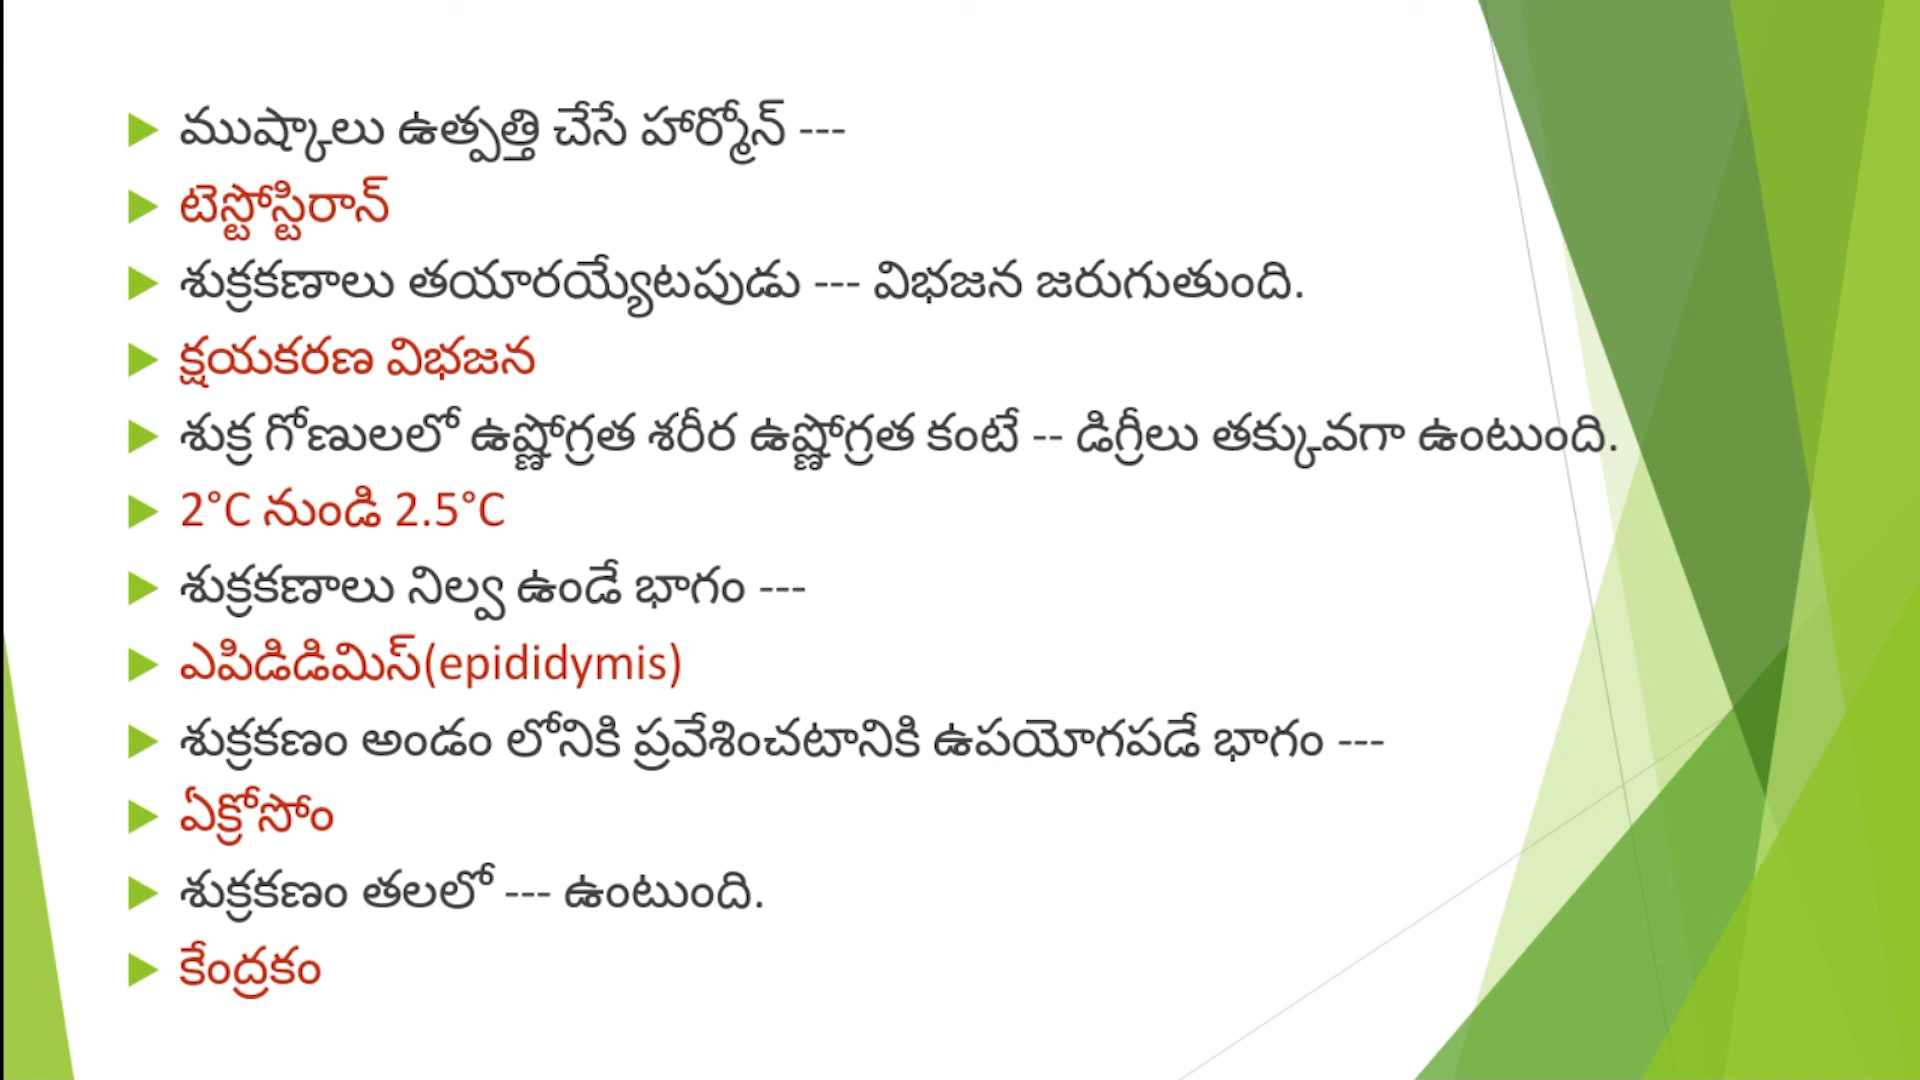 ముష్కాలు ఉత్పత్తి చేసే హార్మోన్ ---
టెస్టోస్టిరాన్
శుక్రకణాలు తయారయ్యేటపుడు --- విభజన జరుగుతుంది.
క్షయకరణ విభజన
శుక్ర గోణులలో ఉష్ణోగ్రత శరీర ఉష్ణోగ్రత కంటే -- డిగ్రీలు తక్కువగా ఉంటుంది.
2°C నుండి 2.5°C
శుక్రకణాలు నిల్వ ఉండే భాగం ---
ఎపిడిడిమిస్(epididymis)
శుక్రకణం అండం లోనికి ప్రవేశించటానికి ఉపయోగపడే భాగం ---
ఏక్రోసోం
శుక్రకణం తలలో --- ఉంటుంది.
కేంద్రకం